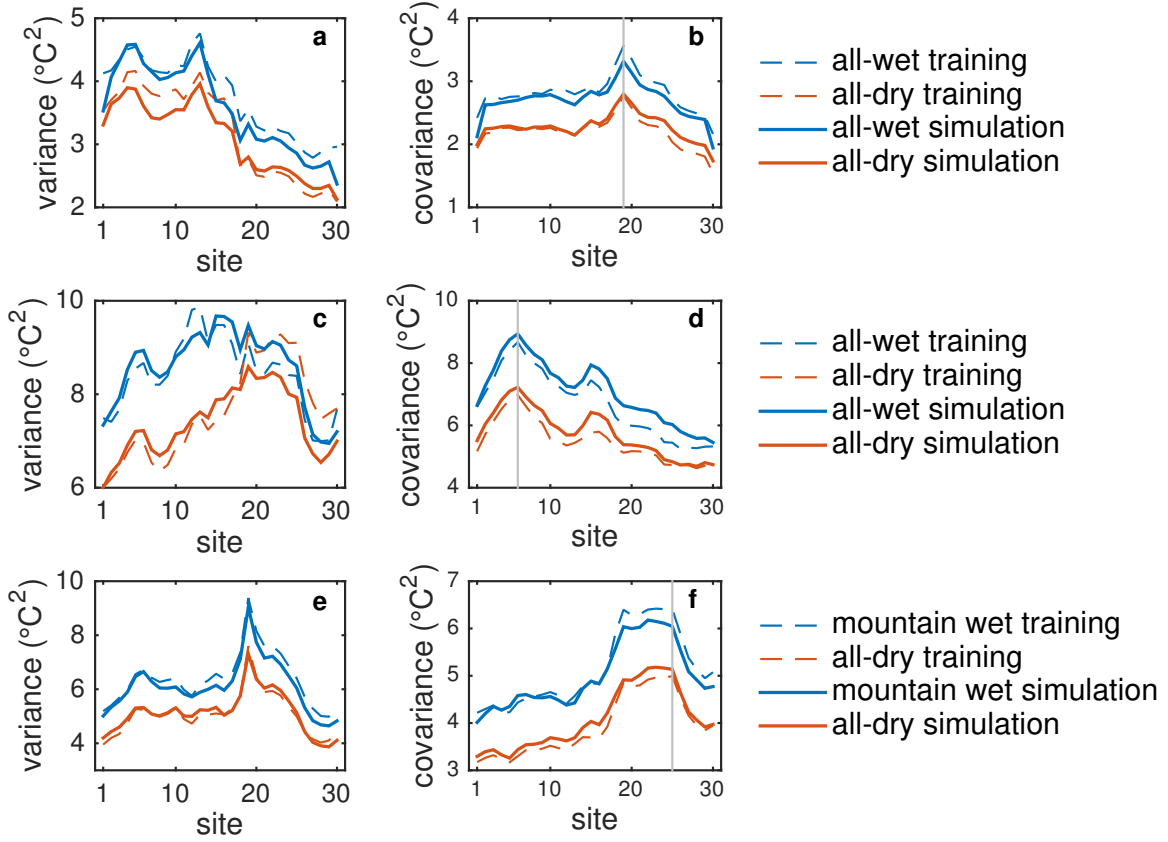 a
variance (°C²)
5
4
3
2
1
10
20
30
site
b
covariance (°C²)
4
3
2
1
1
10
20
30
site
all-wet training
all-dry training
all-wet simulation
all-dry simulation
c
variance (°C²)
10
8
6
1
10
20
30
site
d
covariance (°C²)
10
8
6
4
1
10
20
30
site
all-wet training
all-dry training
all-wet simulation
all-dry simulation
e
variance (°C²)
10
8
6
4
1
10
20
30
site
f
covariance (°C²)
7
6
5
4
3
1
10
20
30
site
mountain wet training
all-dry training
mountain wet simulation
all-dry simulation